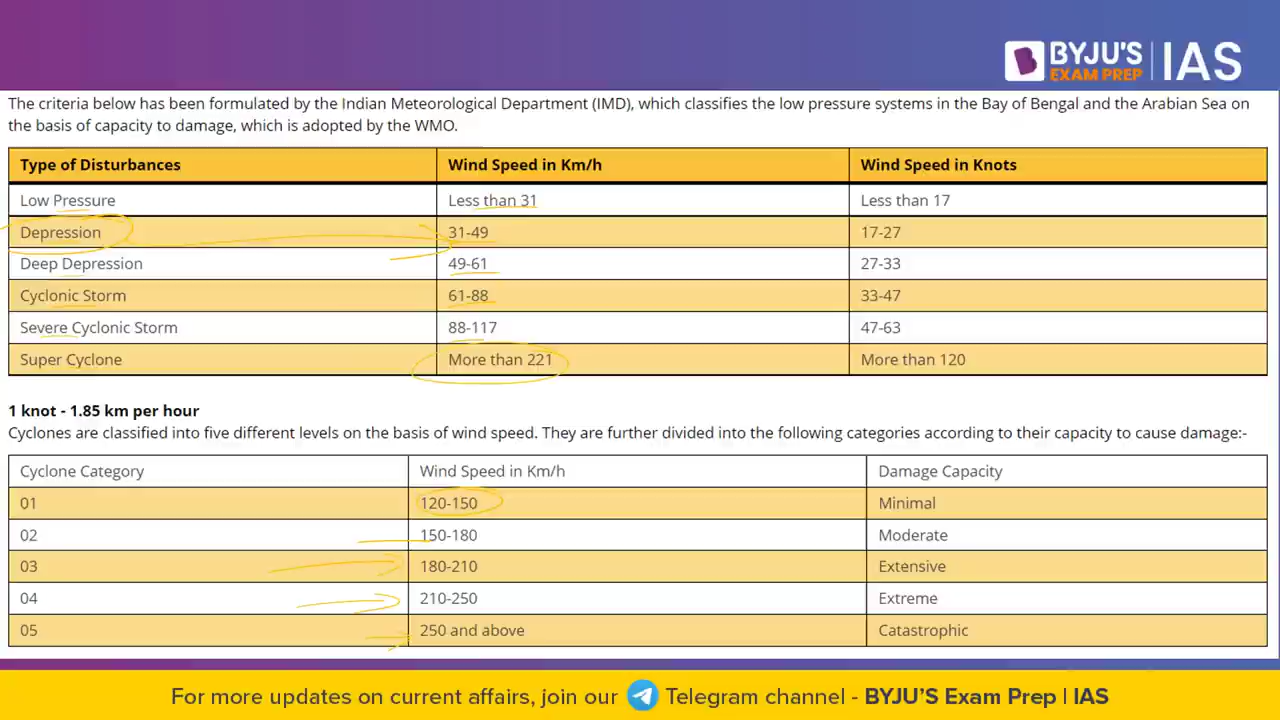 BYJU'S IAS
EXAM PREP
The criteria below has been formulated by the Indian Meteorological Department (IMD), which classifies the low pressure systems in the Bay of Bengal and the Arabian Sea on
the basis of capacity to damage, which is adopted by the WMO.
Type of Disturbances Wind Speed in Km/h Wind Speed in Knots
Low Pressure Less than 31 Less than 17
Depression 31-49 17-27
Deep Depression 49-61 27-33
Cyclonic Storm 61-88 33-47
Severe Cyclonic Storm 88-117 47-63
Super Cyclone More than 221 More than 120
1 knot - 1.85 km per hour
Cyclones are classified into five different levels on the basis of wind speed. They are further divided into the following categories according to their capacity to cause damage:-
Cyclone Category Wind Speed in Km/h Damage Capacity
01 120-150 Minimal
02 150-180 Moderate
03 180-210 Extensive
04 210-250 Extreme
05 250 and above Catastrophic
For more updates on current affairs, join our Telegram channel - BYJU'S Exam Prep | IAS